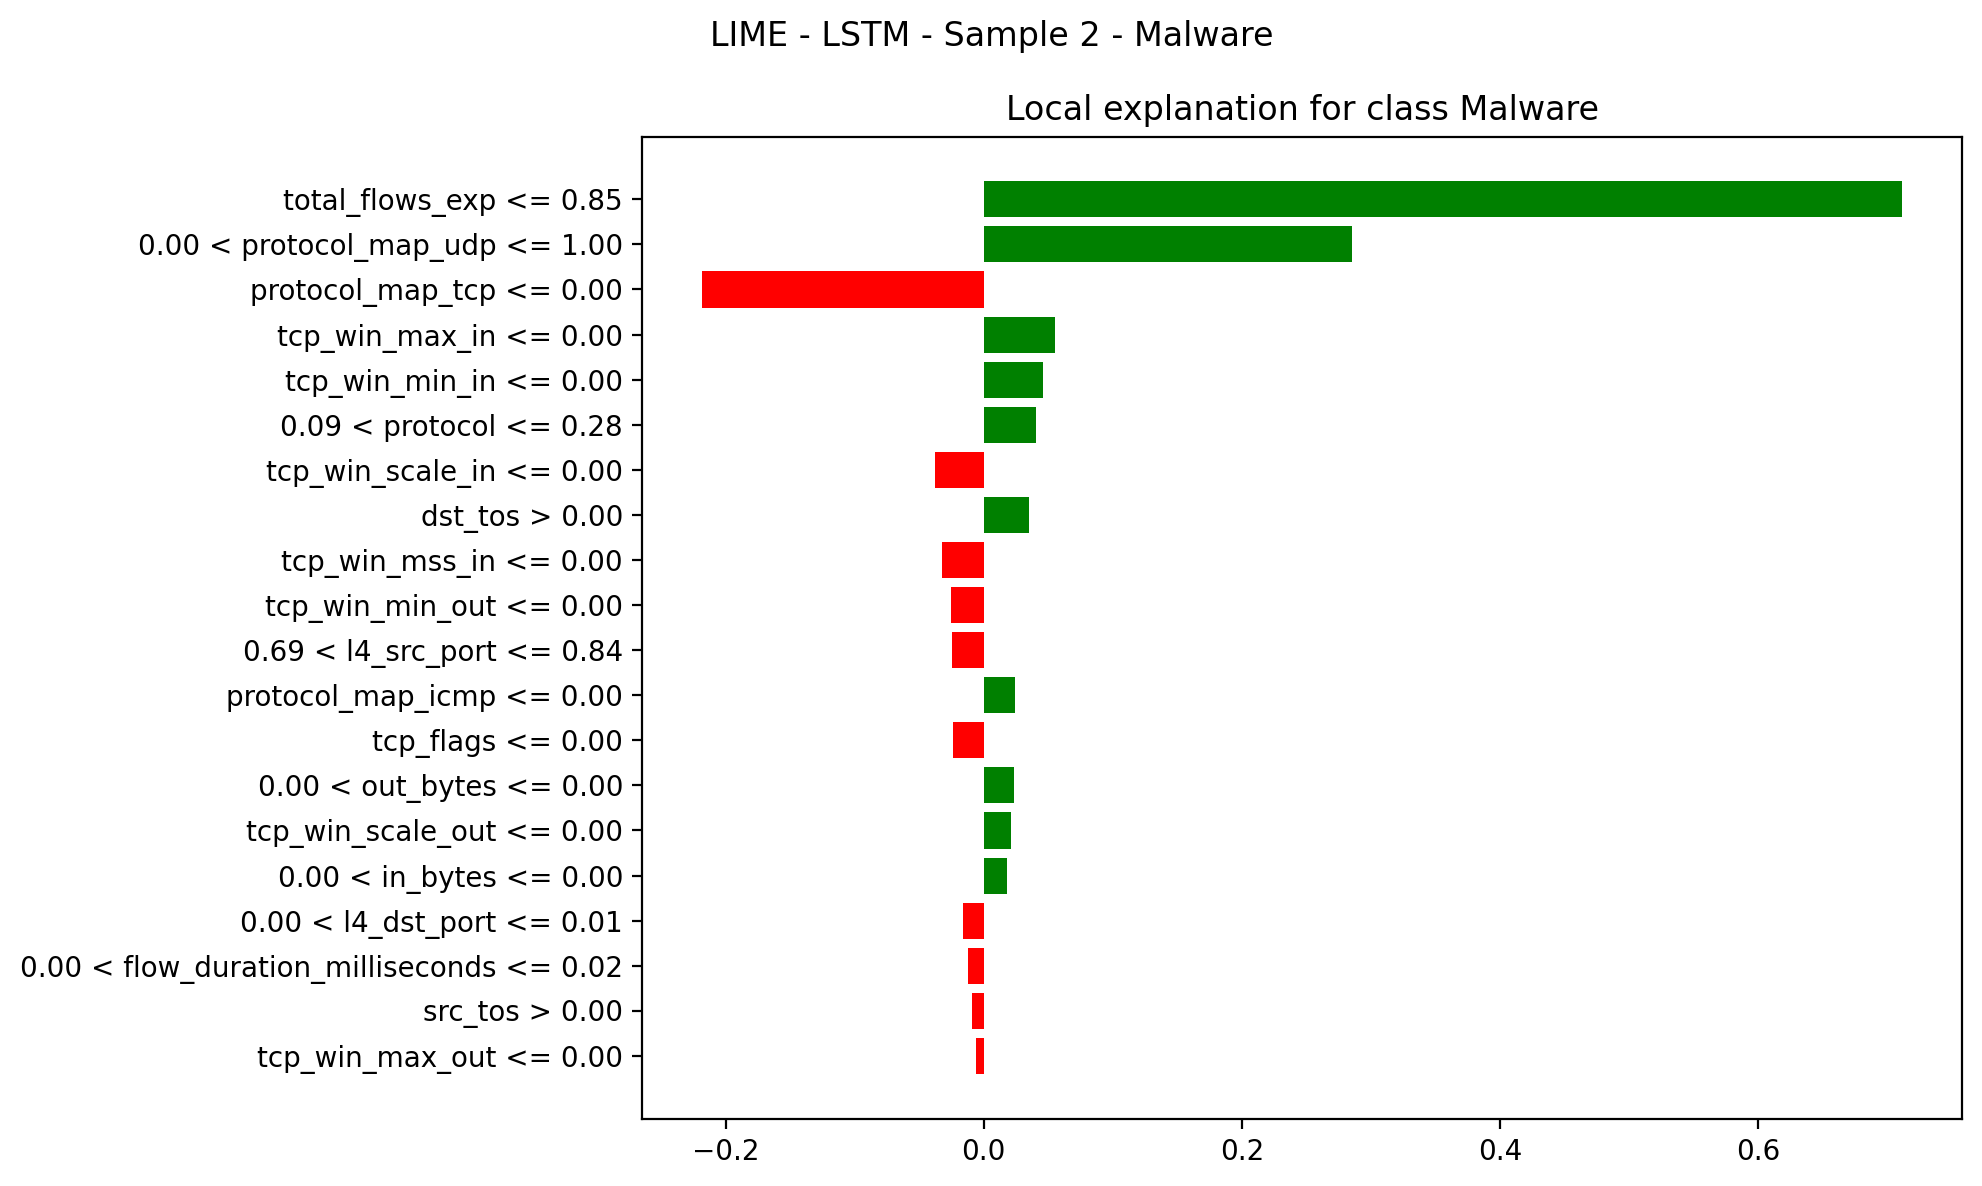 LIME - LSTM - Sample 2 - Malware
Local explanation for class Malware
total_flows_exp <= 0.85
0.00 < protocol_map_udp <= 1.00
protocol_map_tcp <= 0.00
tcp_win_max_in <= 0.00
tcp_win_min_in <= 0.00
0.09 < protocol <= 0.28
tcp_win_scale_in <= 0.00
dst_tos > 0.00
tcp_win_mss_in <= 0.00
tcp_win_min_out <= 0.00
0.69 < l4_src_port <= 0.84
protocol_map_icmp <= 0.00
tcp_flags <= 0.00
0.00 < out_bytes <= 0.00
tcp_win_scale_out <= 0.00
0.00 < in_bytes <= 0.00
0.00 < l4_dst_port <= 0.01
0.00 < flow_duration_milliseconds <= 0.02
src_tos > 0.00
tcp_win_max_out <= 0.00
−0.2 0.0 0.2 0.4 0.6